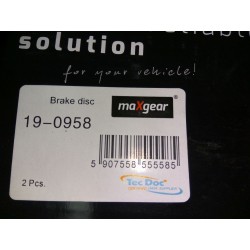 solution
for your vehicle!
Brake disc
maxgear
19-0958
5 907558 555585
2 Pcs.
TecDoc